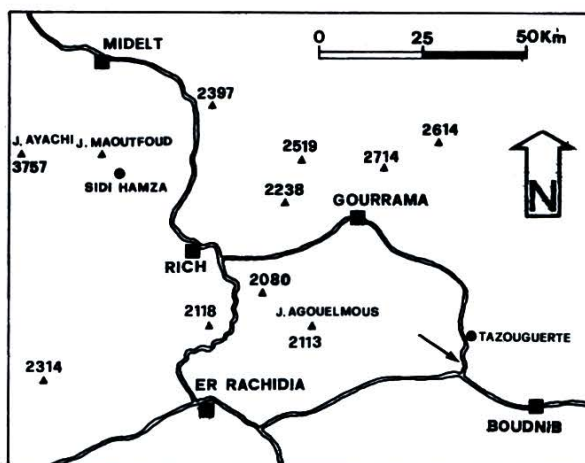 MIDELT
0 25 50Km
2397
J. AYACHI J. MAOUTFOUD
3757
SIDI HAMZA
2519
2614
2714
2238
GOURRAMA
N
RICH
2080
2118
J. AGOUELMOUS
2113
TAZOUGUERTE
2314
ER RACHIDIA
BOUDNIB